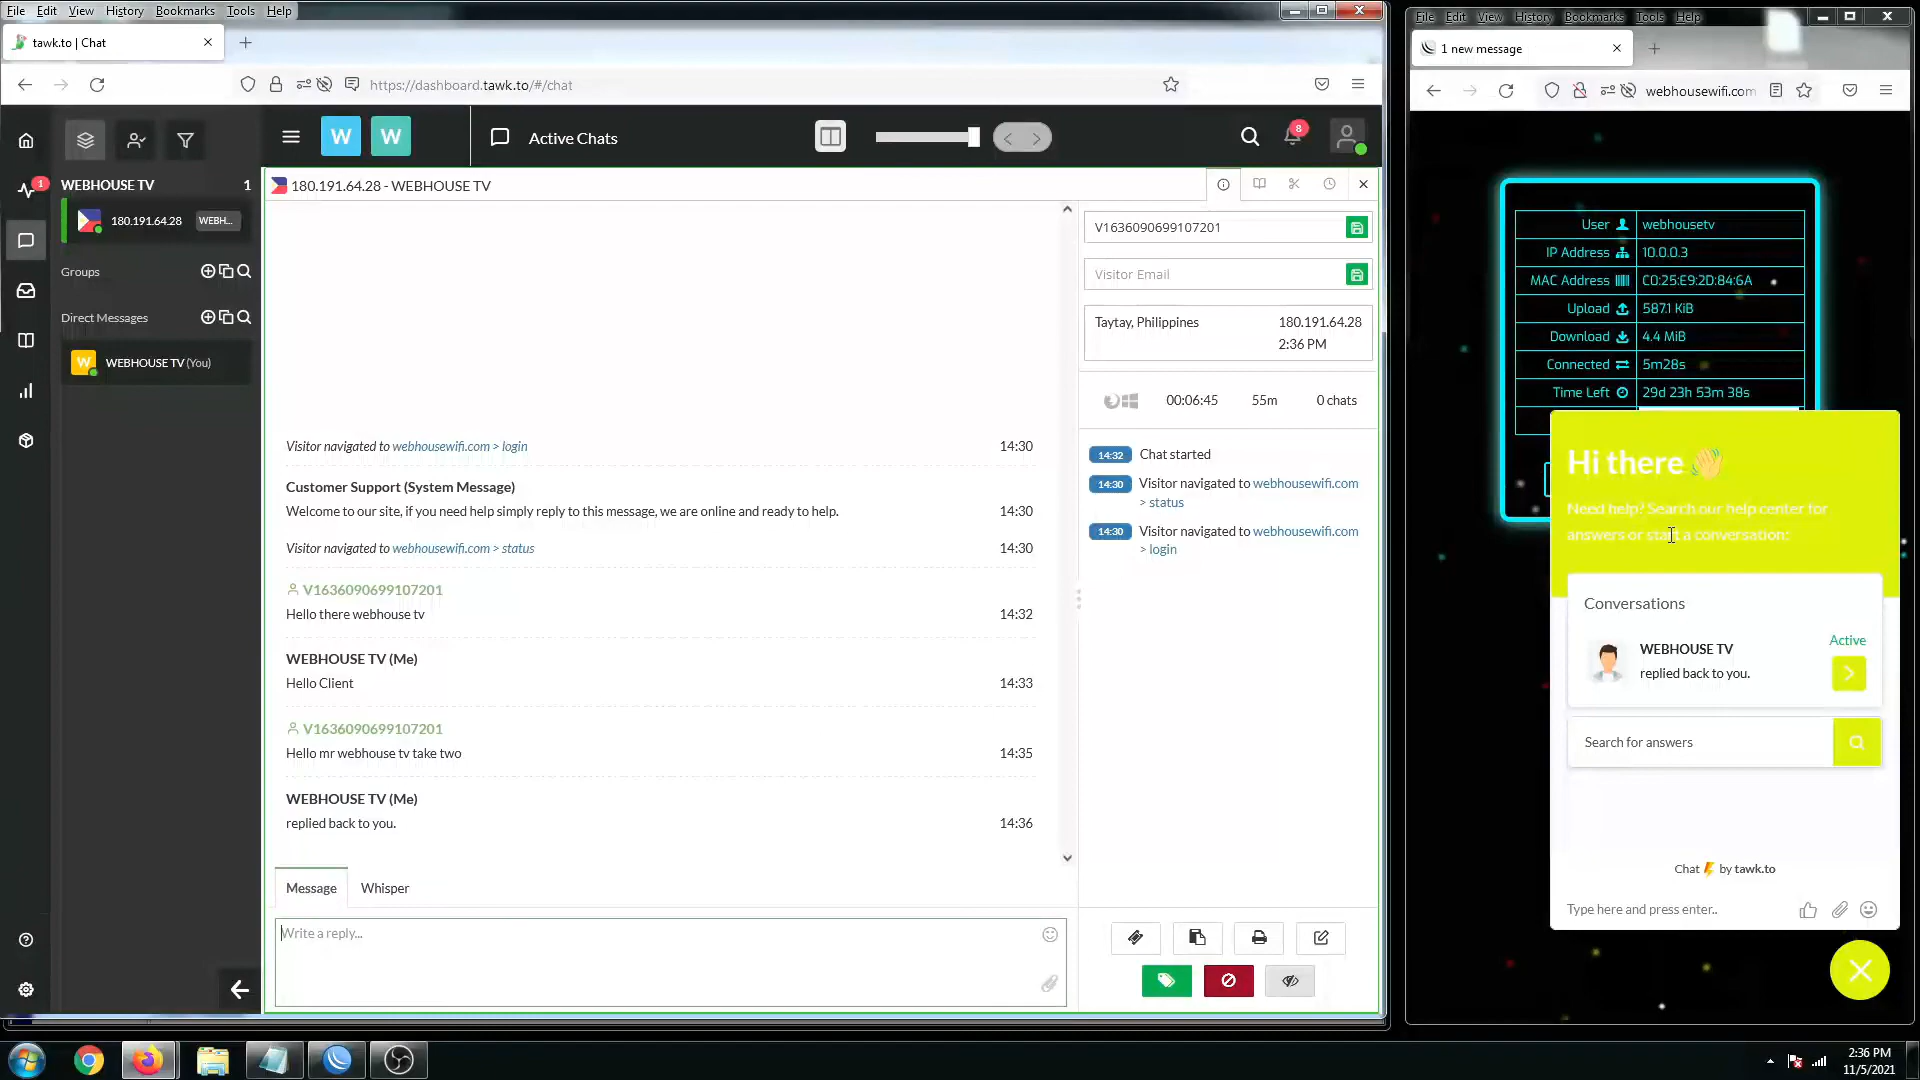 File Edit View History Bookmarks Tools Help
tawk.to | Chat
https://dashboard.tawk.to/#/chat
W W Active Chats
8
1
WEBHOUSE TV 1
180.191.64.28 WEBH...
Groups
Direct Messages
W WEBHOUSE TV (You)
180.191.64.28 - WEBHOUSE TV
Visitor navigated to webhousewifi.com > login 14:30
Customer Support (System Message)
Welcome to our site, if you need help simply reply to this message, we are online and ready to help. 14:30
Visitor navigated to webhousewifi.com > status 14:30
V1636090699107201
Hello there webhouse tv 14:32
WEBHOUSE TV (Me)
Hello Client 14:33
V1636090699107201
Hello mr webhouse tv take two 14:35
WEBHOUSE TV (Me)
replied back to you. 14:36
Message Whisper
Write a reply...
V1636090699107201
Visitor Email
Taytay, Philippines 180.191.64.28
2:36 PM
00:06:45 55m 0 chats
14:32 Chat started
14:30 Visitor navigated to webhousewifi.com
> status
14:30 Visitor navigated to webhousewifi.com
> login
File Edit View History Bookmarks Tools Help
1 new message
webhousewifi.com
User webhousetv
IP Address 10.0.0.3
MAC Address C0:25:E9:2D:84:6A
Upload 587.1 KiB
Download 4.4 MiB
Connected 5m28s
Time Left 29d 23h 53m 38s
Hi there
Need help? Search our help center for
answers or start a conversation:
Conversations
WEBHOUSE TV Active
replied back to you.
Search for answers
Chat by tawk.to
Type here and press enter..
2:36 PM
11/5/2021